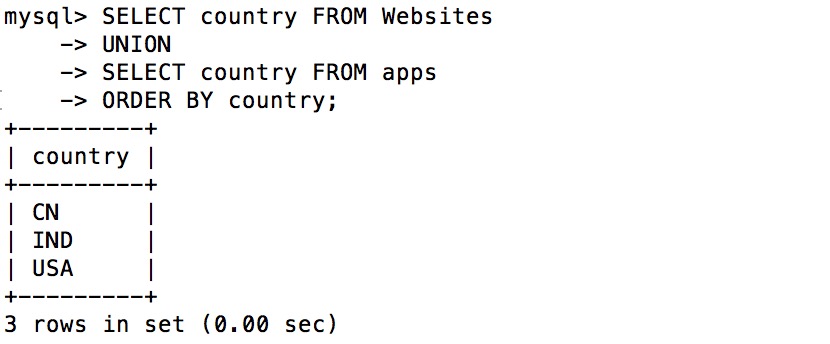 mysql> SELECT country FROM Websites
    -> UNION
    -> SELECT country FROM apps
    -> ORDER BY country;
+---------+
| country |
+---------+
| CN      |
| IND     |
| USA     |
+---------+
3 rows in set (0.00 sec)